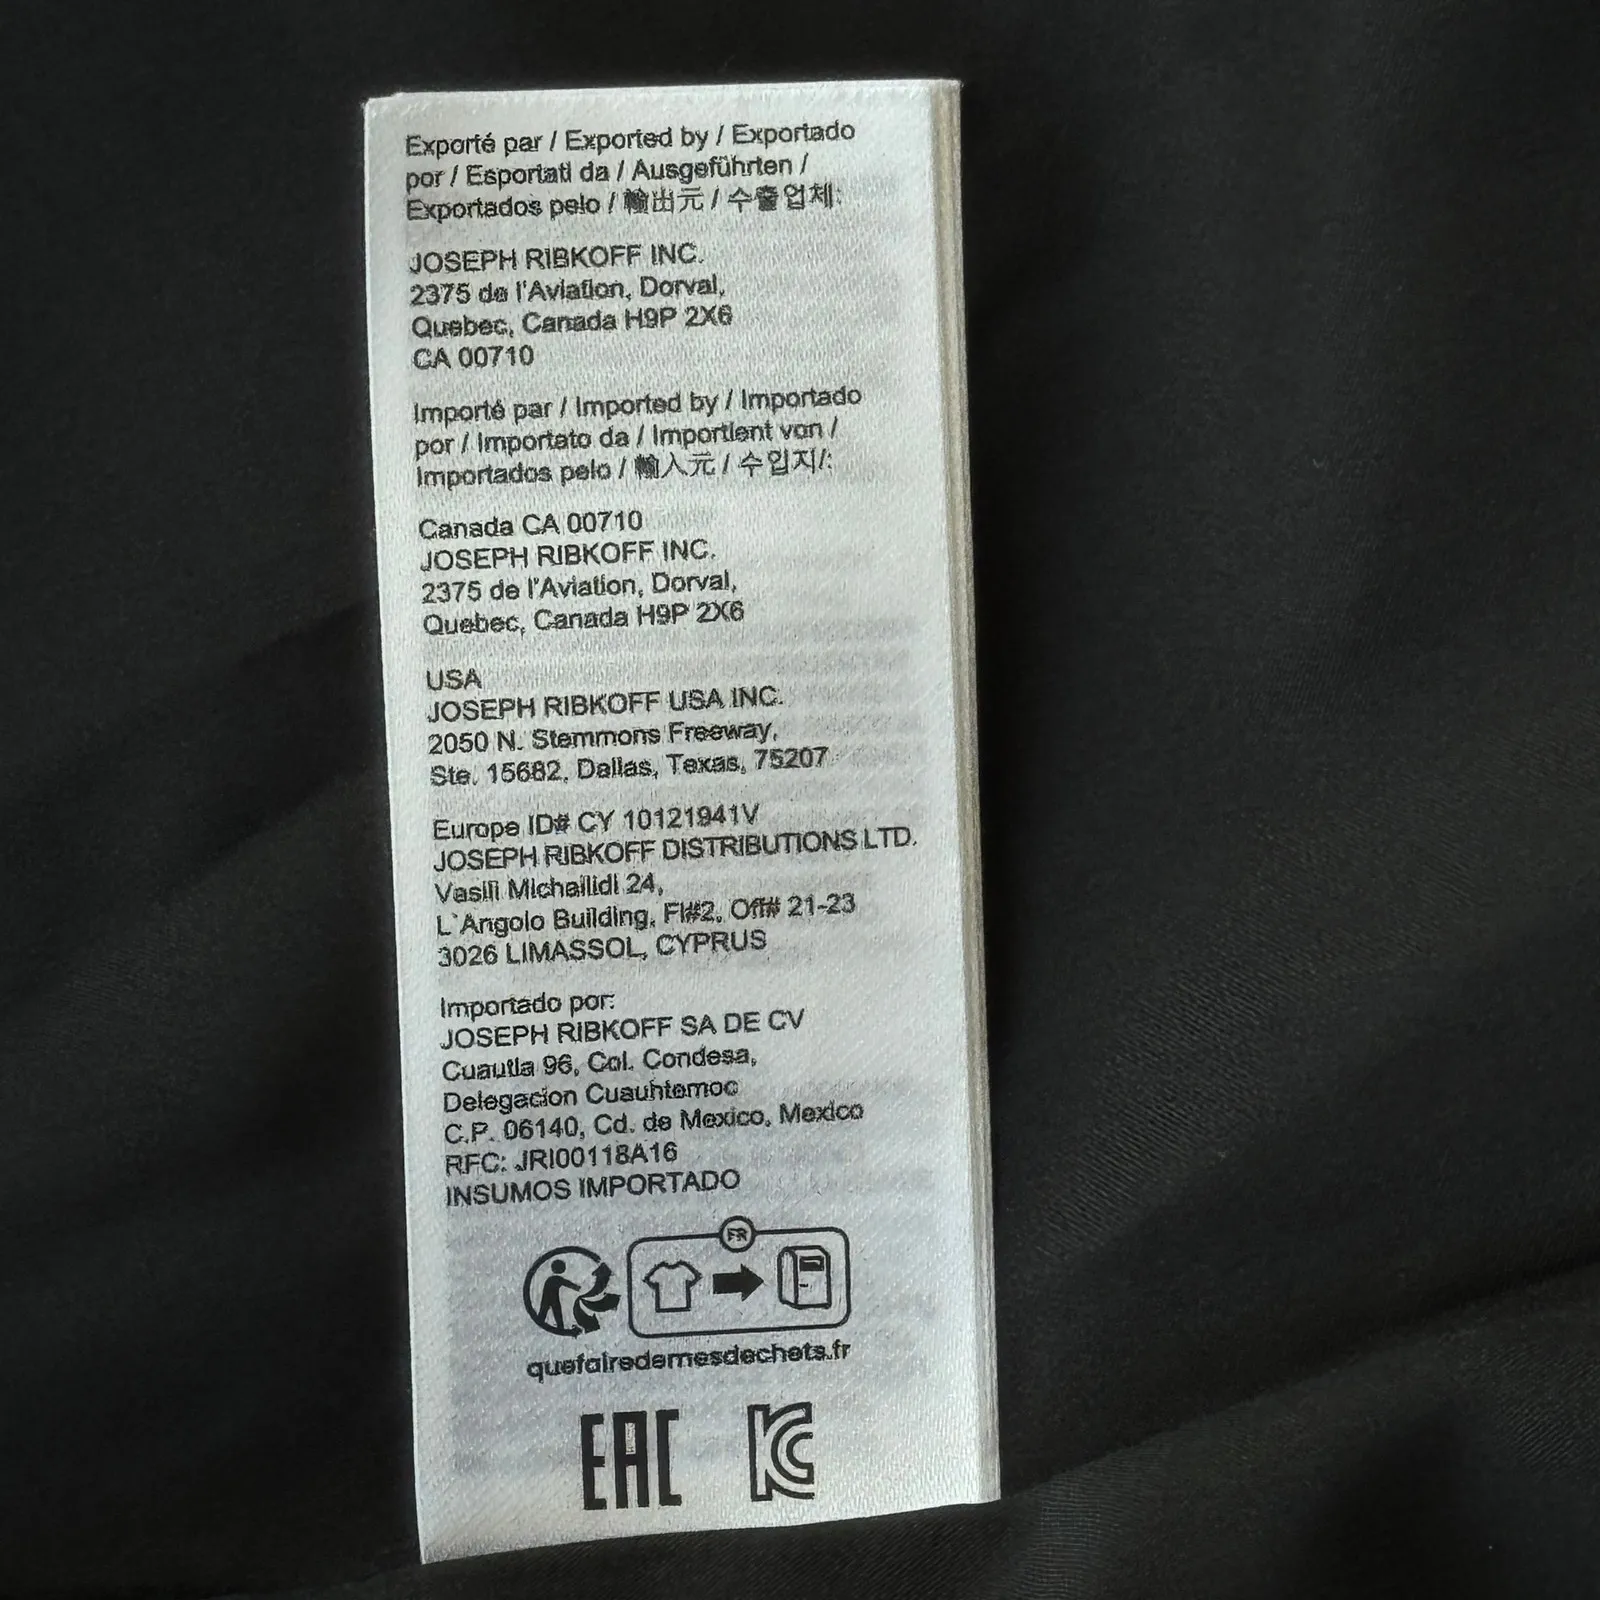 Exporté par / Exported by / Exportado
por / Esportati da / Ausgeführten /
Exportados pelo / 輸出元 / 수출업체:
JOSEPH RIBKOFF INC.
2375 de l'Aviation, Dorval,
Quebec, Canada H9P 2X6
CA 00710
Importé par / Imported by / Importado
por / Importato da / Importient von /
Importados pelo / 輸入元 / 수입지/:
Canada CA 00710
JOSEPH RIBKOFF INC.
2375 de l'Aviation, Dorval,
Quebec, Canada H9P 2X6
USA
JOSEPH RIBKOFF USA INC.
2050 N. Stemmons Freeway,
Ste. 15682, Dallas, Texas, 75207
Europe ID# CY 10121941V
JOSEPH RIBKOFF DISTRIBUTIONS LTD.
Vasili Michailidi 24,
L`Angolo Building, Fl#2, Off# 21-23
3026 LIMASSOL, CYPRUS
Importado por:
JOSEPH RIBKOFF SA DE CV
Cuautla 96, Col. Condesa,
Delegacion Cuauhtemoc
C.P. 06140, Cd. de Mexico, Mexico
RFC: JRI00118A16
INSUMOS IMPORTADO
FR
quefairedemesdechets.fr
EAC KC